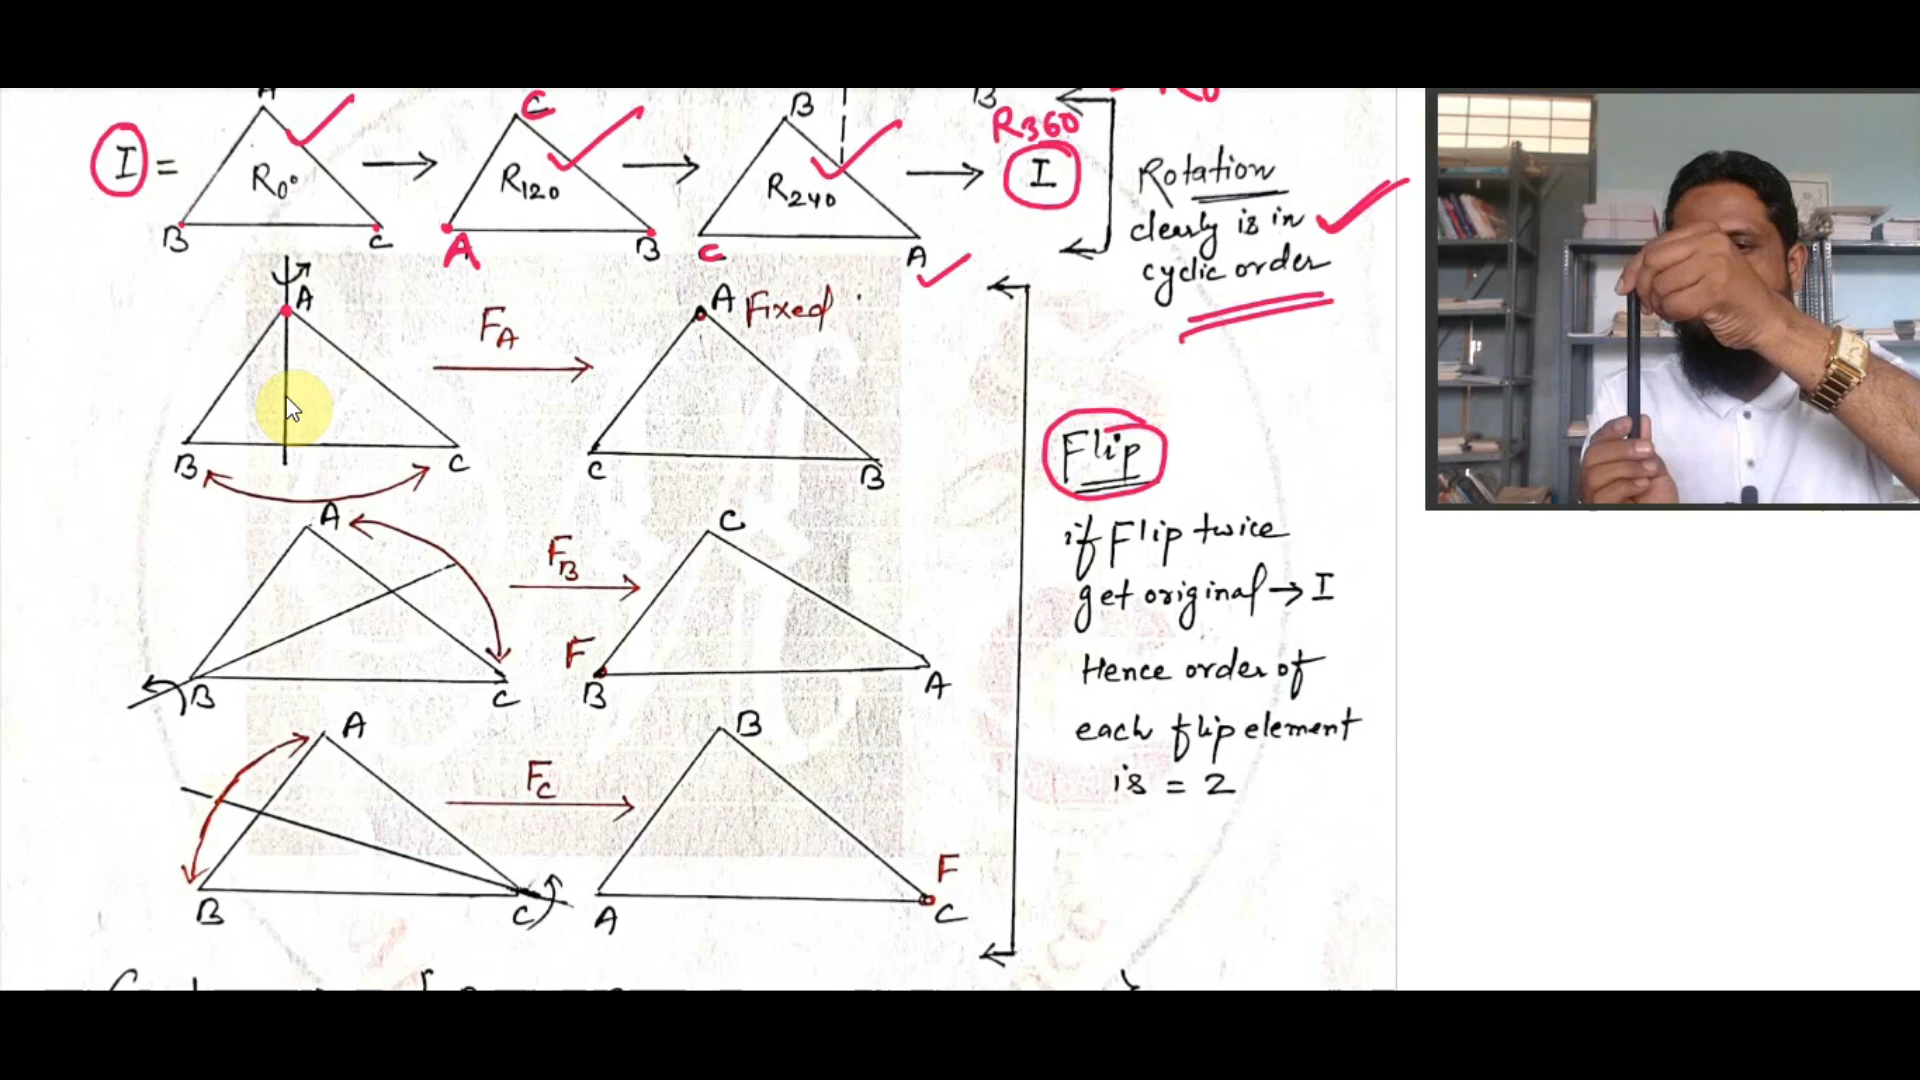 A
I =
R0°
B
C
C
R120
A
B
B
R240
C
A
B
R0
R360
I
Rotation
clearly is in
cyclic order
A
B
C
FA
A Fixed
C
B
Flip
if Flip twice
get original → I
Hence order of
each flip element
is = 2
A
B
C
FB
C
F
B
A
A
B
C
FC
B
A
F
C